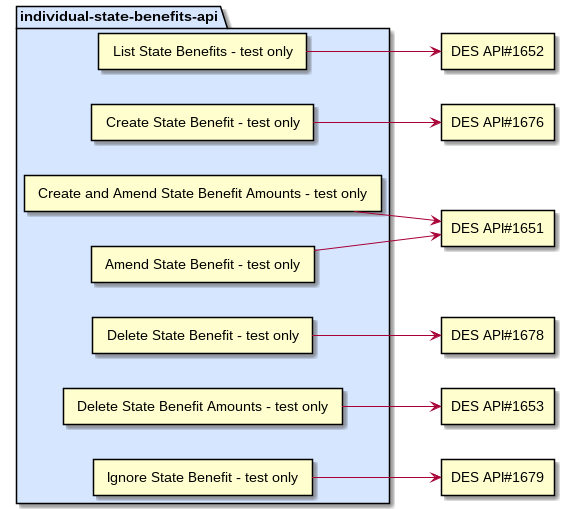 individual-state-benefits-api
List State Benefits - test only
DES API#1652
Create State Benefit - test only
DES API#1676
Create and Amend State Benefit Amounts - test only
DES API#1651
Amend State Benefit - test only
Delete State Benefit - test only
DES API#1678
Delete State Benefit Amounts - test only
DES API#1653
Ignore State Benefit - test only
DES API#1679